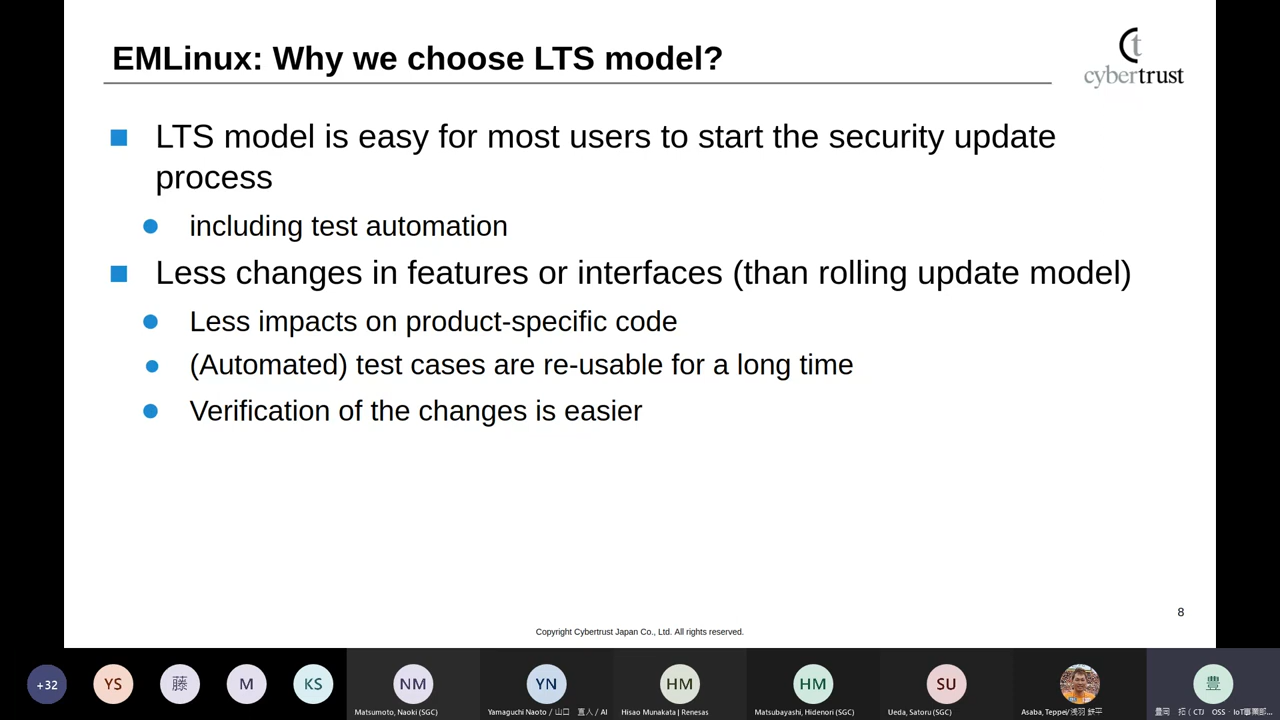 EMLinux: Why we choose LTS model?
cybertrust
LTS model is easy for most users to start the security update
process
including test automation
Less changes in features or interfaces (than rolling update model)
Less impacts on product-specific code
(Automated) test cases are re-usable for a long time
Verification of the changes is easier
8
Copyright Cybertrust Japan Co., Ltd. All rights reserved.
+32
YS
藤
M
KS
NM
YN
HM
HM
SU
豊
Matsumoto, Naoki (SGC)
Yamaguchi Naoto / 山口 直人 / AI
Hisao Munakata | Renesas
Matsubayashi, Hidenori (SGC)
Ueda, Satoru (SGC)
Asaba, Teppei/浅羽 鉄平
豊岡 拓 ( CTJ OSS · IoT事業部...